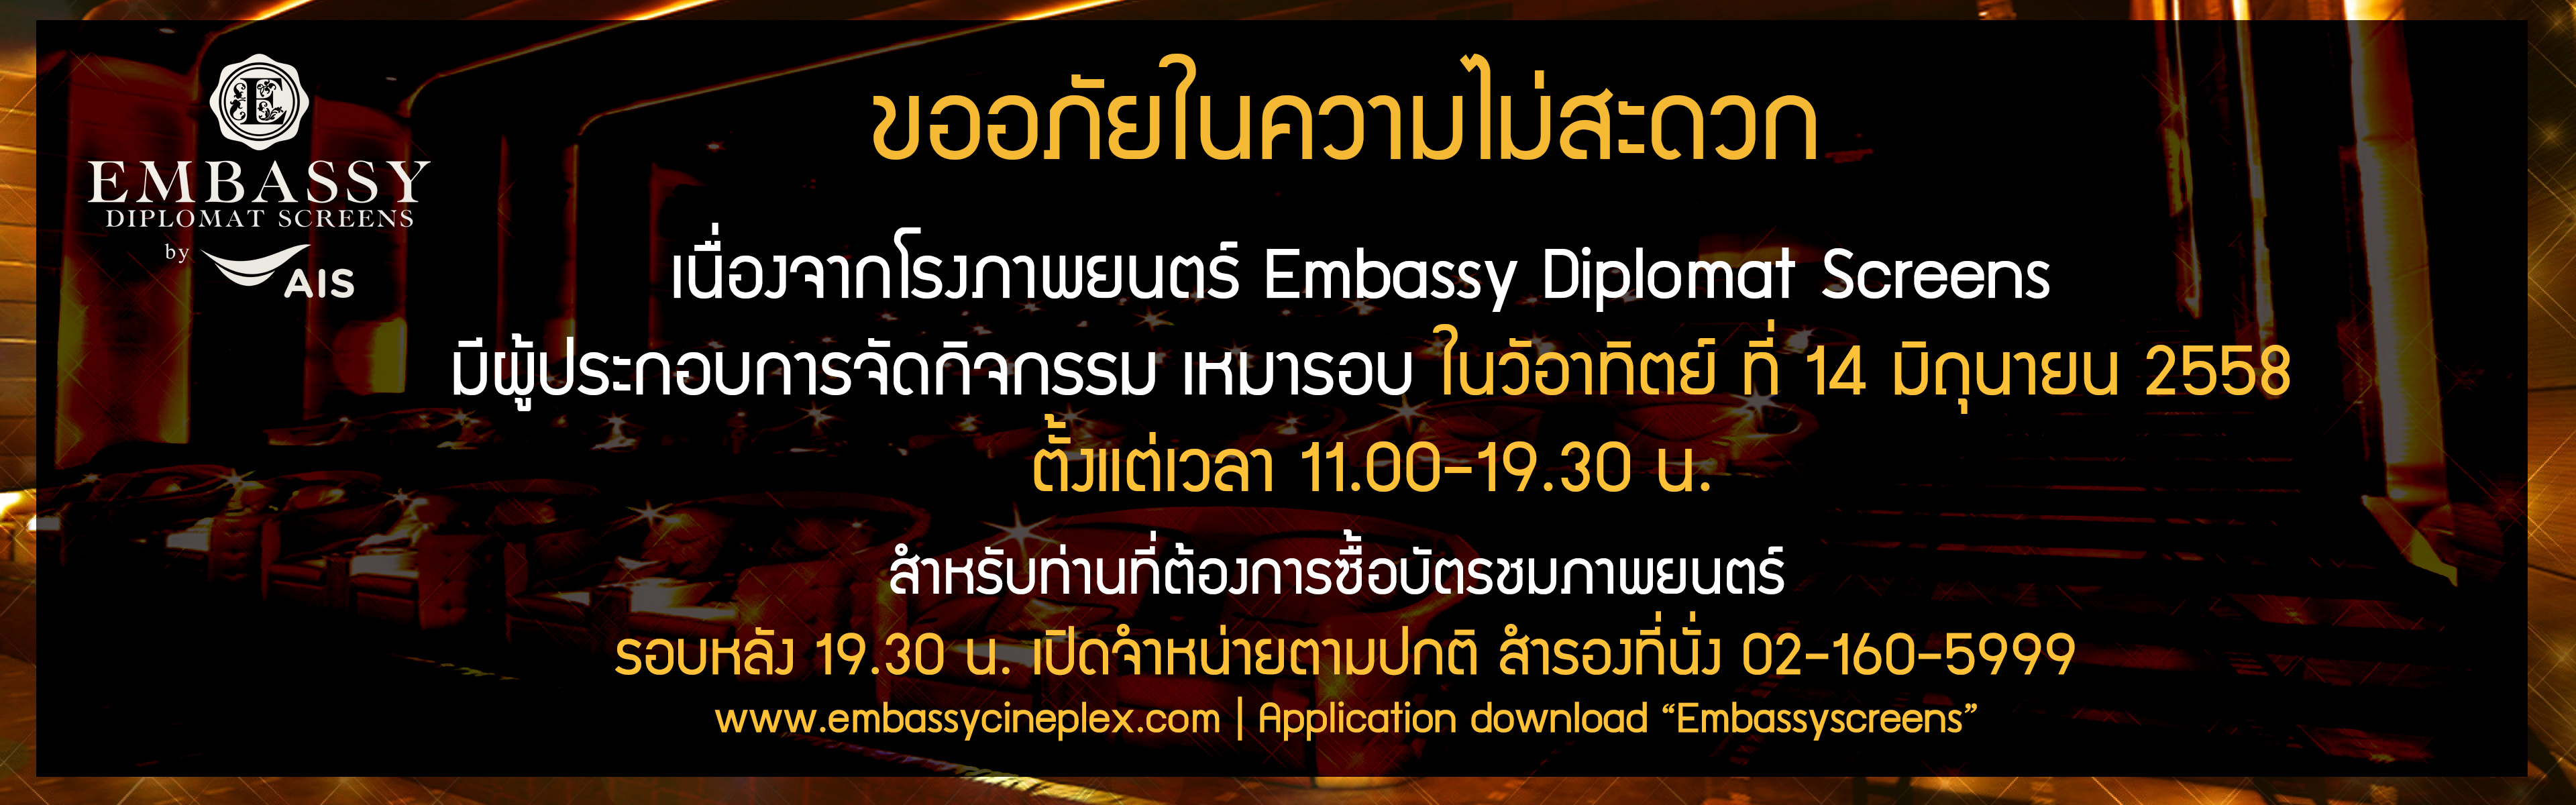 E
EMBASSY
DIPLOMAT SCREENS
by AIS
ขออภัยในความไม่สะดวก
เนื่องจากโรงภาพยนตร์ Embassy Diplomat Screens
มีผู้ประกอบการจัดกิจกรรม เหมารอบ ในวัอาทิตย์ ที่ 14 มิถุนายน 2558
ตั้งแต่เวลา 11.00-19.30 น.
สำหรับท่านที่ต้องการซื้อบัตรชมภาพยนตร์
รอบหลัง 19.30 น. เปิดจำหน่ายตามปกติ สำรองที่นั่ง 02-160-5999
www.embassycineplex.com | Application download “Embassyscreens”